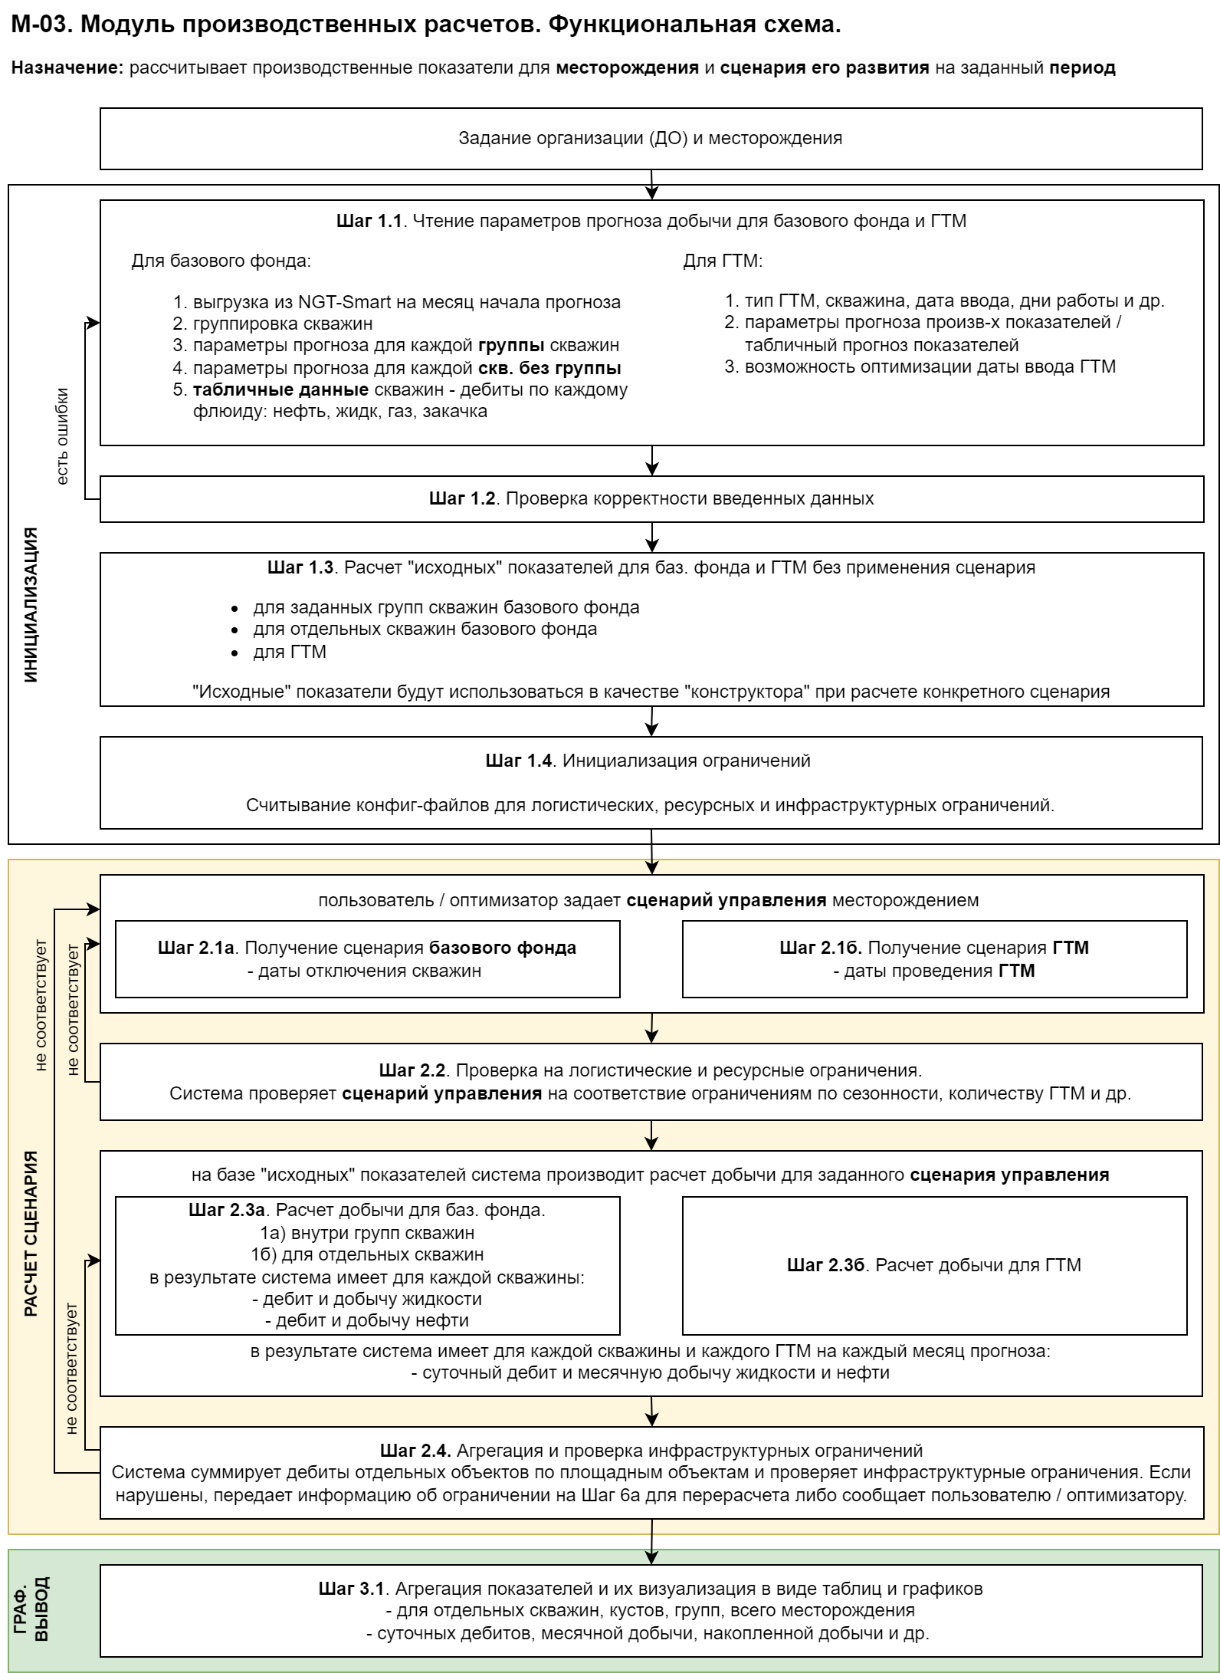 М-03. Модуль производственных расчетов. Функциональная схема.
Назначение: рассчитывает производственные показатели для месторождения и сценария его развития на заданный период
Задание организации (ДО) и месторождения
ИНИЦИАЛИЗАЦИЯ
Шаг 1.1. Чтение параметров прогноза добычи для базового фонда и ГТМ
Для базового фонда:
1. выгрузка из NGT-Smart на месяц начала прогноза
2. группировка скважин
3. параметры прогноза для каждой группы скважин
4. параметры прогноза для каждой скв. без группы
5. табличные данные скважин - дебиты по каждому
флюиду: нефть, жидк, газ, закачка
Для ГТМ:
1. тип ГТМ, скважина, дата ввода, дни работы и др.
2. параметры прогноза произв-х показателей /
табличный прогноз показателей
3. возможность оптимизации даты ввода ГТМ
есть ошибки
Шаг 1.2. Проверка корректности введенных данных
Шаг 1.3. Расчет "исходных" показателей для баз. фонда и ГТМ без применения сценария
• для заданных групп скважин базового фонда
• для отдельных скважин базового фонда
• для ГТМ
"Исходные" показатели будут использоваться в качестве "конструктора" при расчете конкретного сценария
Шаг 1.4. Инициализация ограничений
Считывание конфиг-файлов для логистических, ресурсных и инфраструктурных ограничений.
РАСЧЕТ СЦЕНАРИЯ
пользователь / оптимизатор задает сценарий управления месторождением
Шаг 2.1а. Получение сценария базового фонда
- даты отключения скважин
Шаг 2.1б. Получение сценария ГТМ
- даты проведения ГТМ
не соответствует
не соответствует
Шаг 2.2. Проверка на логистические и ресурсные ограничения.
Система проверяет сценарий управления на соответствие ограничениям по сезонности, количеству ГТМ и др.
на базе "исходных" показателей система производит расчет добычи для заданного сценария управления
Шаг 2.3а. Расчет добычи для баз. фонда.
1а) внутри групп скважин
1б) для отдельных скважин
в результате система имеет для каждой скважины:
- дебит и добычу жидкости
- дебит и добычу нефти
Шаг 2.3б. Расчет добычи для ГТМ
в результате система имеет для каждой скважины и каждого ГТМ на каждый месяц прогноза:
- суточный дебит и месячную добычу жидкости и нефти
не соответствует
Шаг 2.4. Агрегация и проверка инфраструктурных ограничений
Система суммирует дебиты отдельных объектов по площадным объектам и проверяет инфраструктурные ограничения. Если
нарушены, передает информацию об ограничении на Шаг 6а для перерасчета либо сообщает пользователю / оптимизатору.
ГРАФ.
ВЫВОД
Шаг 3.1. Агрегация показателей и их визуализация в виде таблиц и графиков
- для отдельных скважин, кустов, групп, всего месторождения
- суточных дебитов, месячной добычи, накопленной добычи и др.